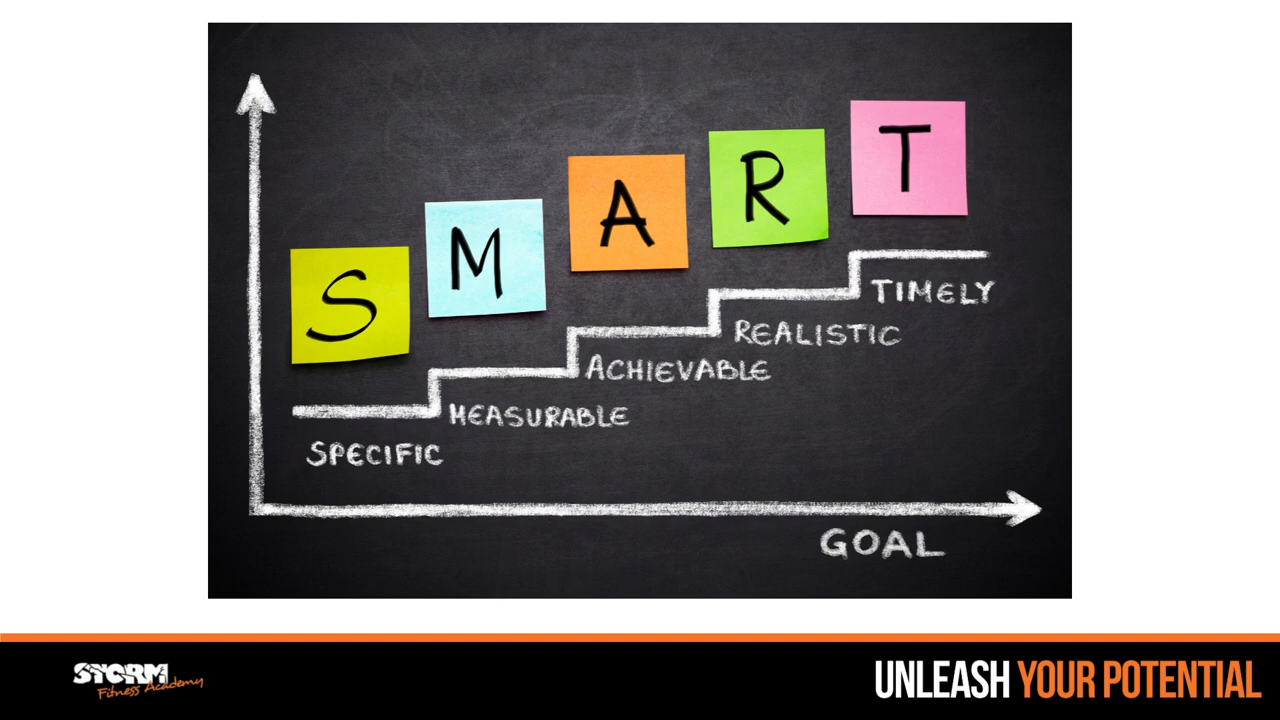 S
M
A
R
T
SPECIFIC
MEASURABLE
ACHIEVABLE
REALISTIC
TIMELY
GOAL
STORM
Fitness Academy
UNLEASH YOUR POTENTIAL